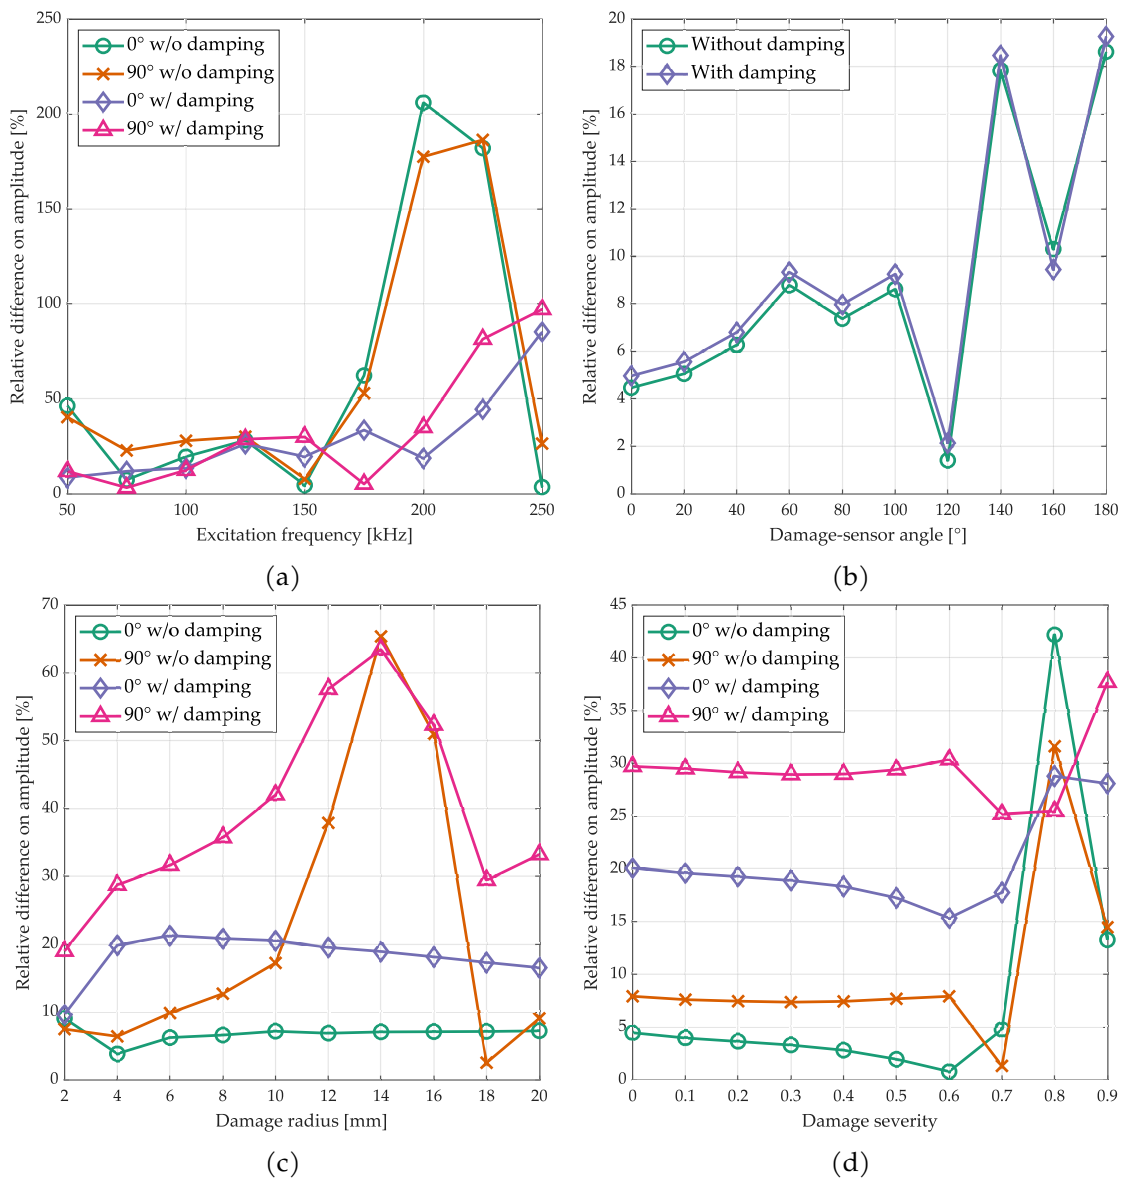 250
200
150
100
50
0
0° w/o damping
90° w/o damping
0° w/ damping
90° w/ damping
Relative difference on amplitude [%]
50 100 150 200 250
Excitation frequency [kHz]
(a)
20
18
16
14
12
10
8
6
4
2
0
Without damping
With damping
Relative difference on amplitude [%]
0 20 40 60 80 100 120 140 160 180
Damage-sensor angle [°]
(b)
70
60
50
40
30
20
10
0
0° w/o damping
90° w/o damping
0° w/ damping
90° w/ damping
Relative difference on amplitude [%]
2 4 6 8 10 12 14 16 18 20
Damage radius [mm]
(c)
45
40
35
30
25
20
15
10
5
0
0° w/o damping
90° w/o damping
0° w/ damping
90° w/ damping
Relative difference on amplitude [%]
0 0.1 0.2 0.3 0.4 0.5 0.6 0.7 0.8 0.9
Damage severity
(d)